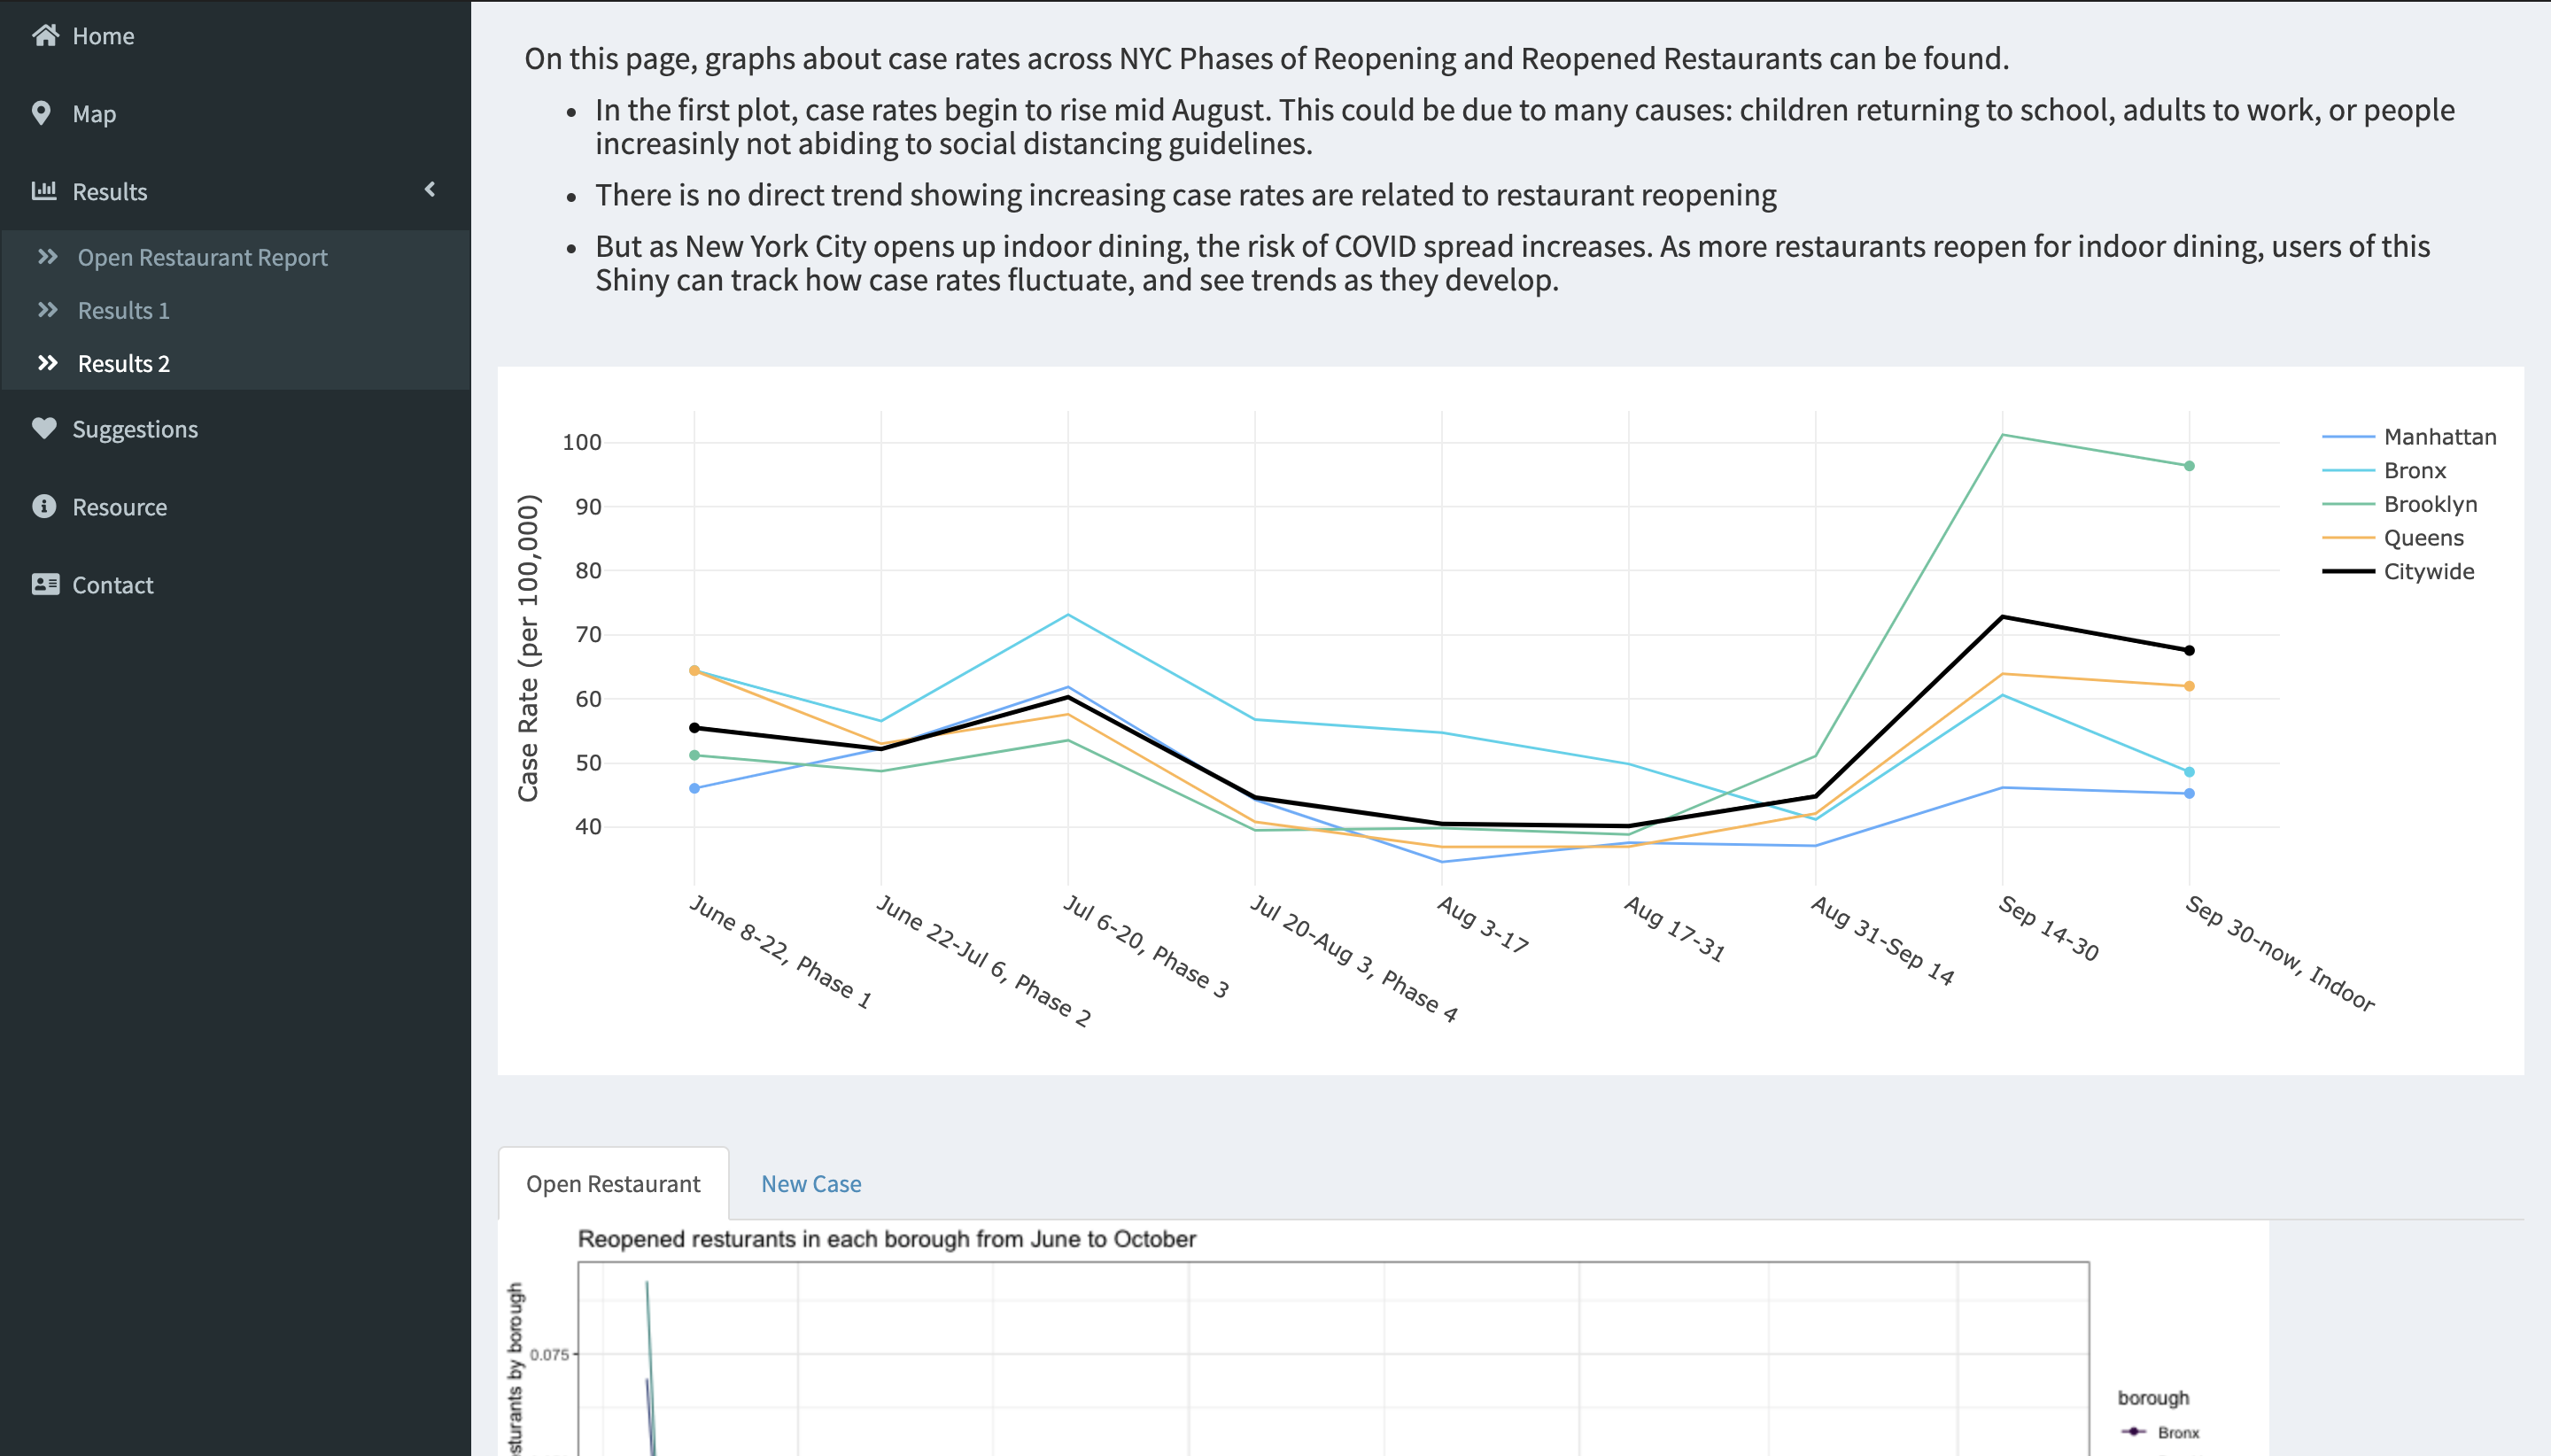 Home
Map
Results
Open Restaurant Report
Results 1
Results 2
Suggestions
Resource
Contact
On this page, graphs about case rates across NYC Phases of Reopening and Reopened Restaurants can be found.
In the first plot, case rates begin to rise mid August. This could be due to many causes: children returning to school, adults to work, or people
increasinly not abiding to social distancing guidelines.
There is no direct trend showing increasing case rates are related to restaurant reopening
But as New York City opens up indoor dining, the risk of COVID spread increases. As more restaurants reopen for indoor dining, users of this
Shiny can track how case rates fluctuate, and see trends as they develop.
Case Rate (per 100,000)
100
90
80
70
60
50
40
June 8-22, Phase 1
June 22-Jul 6, Phase 2
Jul 6-20, Phase 3
Jul 20-Aug 3, Phase 4
Aug 3-17
Aug 17-31
Aug 31-Sep 14
Sep 14-30
Sep 30-now, Indoor
Manhattan
Bronx
Brooklyn
Queens
Citywide
Open Restaurant
New Case
Reopened resturants in each borough from June to October
by borough
0.075
borough
Bronx